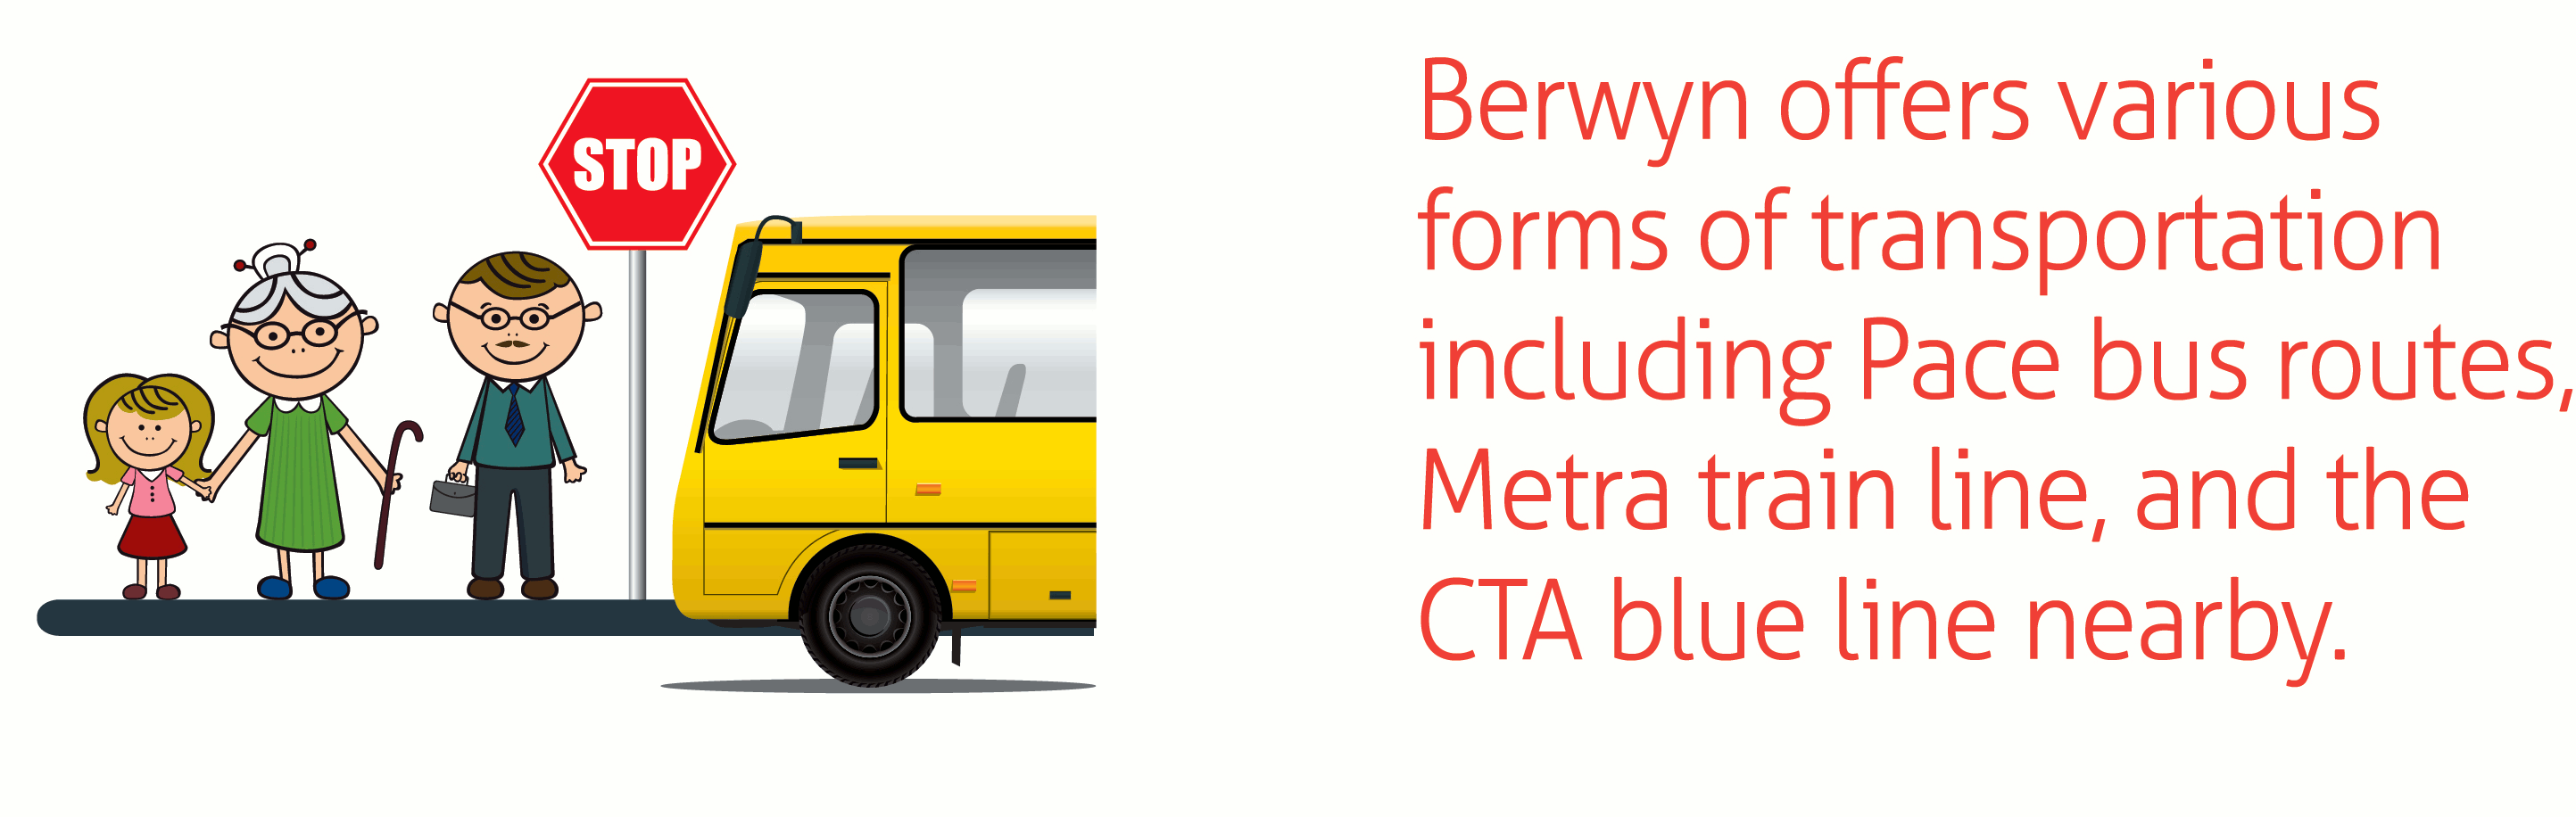 STOP
Berwyn offers various
forms of transportation
including Pace bus routes,
Metra train line, and the
CTA blue line nearby.